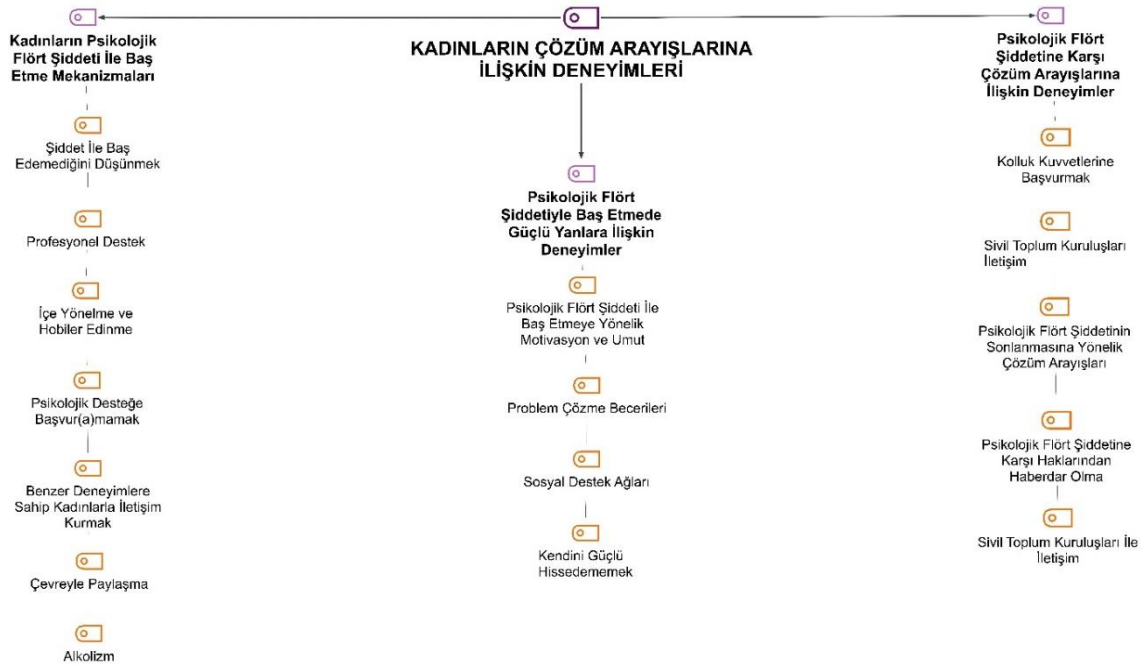 KADINLARIN ÇÖZÜM ARAYIŞLARINA
İLİŞKİN DENEYİMLERİ
Kadınların Psikolojik
Flört Şiddeti İle Baş
Etme Mekanizmaları
Şiddet İle Baş
Edemediğini Düşünmek
Profesyonel Destek
İçe Yönelme ve
Hobiler Edinme
Psikolojik Desteğe
Başvur(a)mamak
Benzer Deneyimlere
Sahip Kadınlarla İletişim
Kurmak
Çevreyle Paylaşma
Alkolizm
Psikolojik Flört
Şiddetiyle Baş Etmede
Güçlü Yanlara İlişkin
Deneyimler
Psikolojik Flört Şiddeti İle
Baş Etmeye Yönelik
Motivasyon ve Umut
Problem Çözme Becerileri
Sosyal Destek Ağları
Kendini Güçlü
Hissedememek
Psikolojik Flört
Şiddetine Karşı
Çözüm Arayışlarına
İlişkin Deneyimler
Kolluk Kuvvetlerine
Başvurmak
Sivil Toplum Kuruluşları
İletişim
Psikolojik Flört Şiddetinin
Sonlanmasına Yönelik
Çözüm Arayışları
Psikolojik Flört Şiddetine
Karşı Haklarından
Haberdar Olma
Sivil Toplum Kuruluşları İle
İletişim